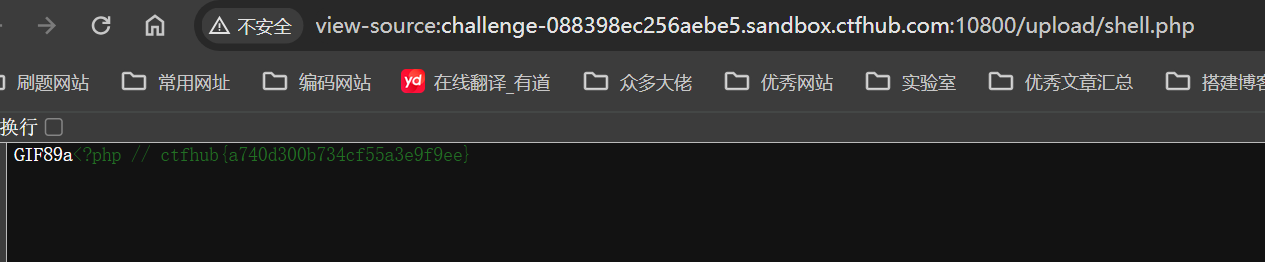 不安全 view-source:challenge-088398ec256aebe5.sandbox.ctfhub.com:10800/upload/shell.php
刷题网站 常用网址 编码网站 yd 在线翻译_有道 众多大佬 优秀网站 实验室 优秀文章汇总 搭建博客
换行
GIF89a<?php // ctfhub{a740d300b734cf55a3e9f9ee}